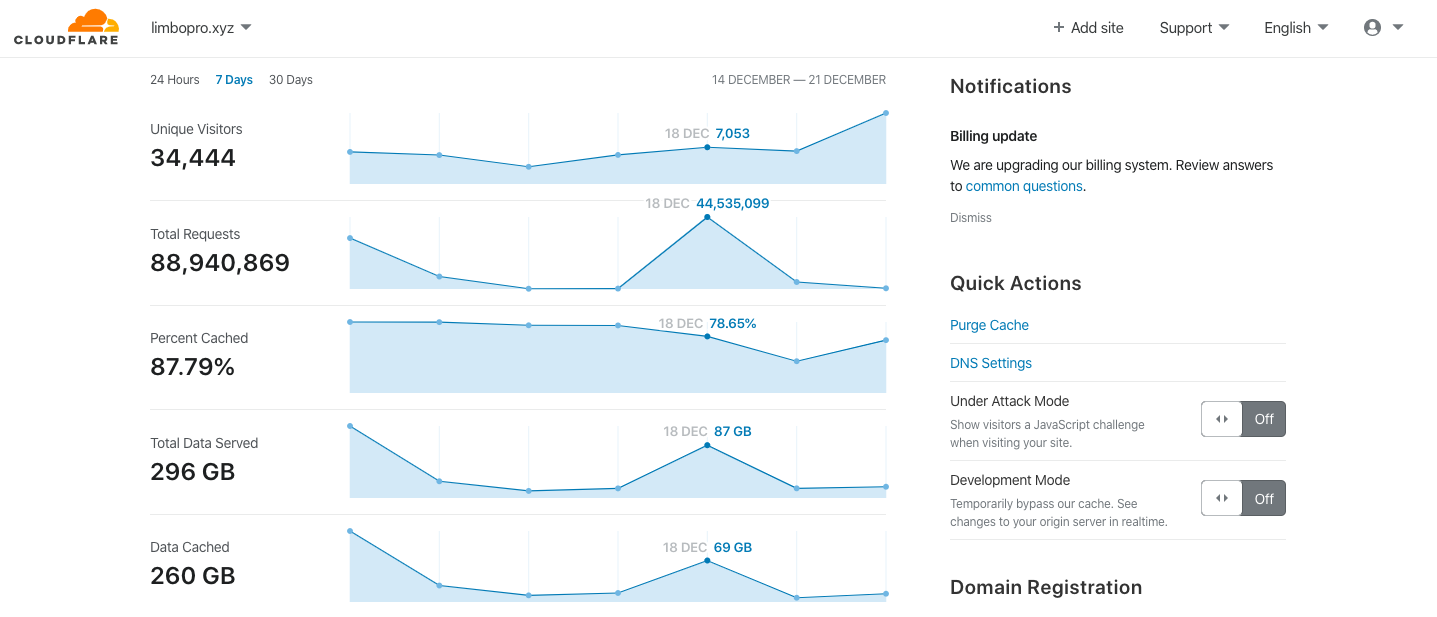 CLOUDFLARE
limbopro.xyz
+ Add site
Support
English
24 Hours 7 Days 30 Days
14 DECEMBER — 21 DECEMBER
Unique Visitors
34,444
18 DEC 7,053
Total Requests
88,940,869
18 DEC 44,535,099
Percent Cached
87.79%
18 DEC 78.65%
Total Data Served
296 GB
18 DEC 87 GB
Data Cached
260 GB
18 DEC 69 GB
Notifications
Billing update
We are upgrading our billing system. Review answers
to common questions.
Dismiss
Quick Actions
Purge Cache
DNS Settings
Under Attack Mode
Show visitors a JavaScript challenge
when visiting your site.
Off
Development Mode
Temporarily bypass our cache. See
changes to your origin server in realtime.
Off
Domain Registration